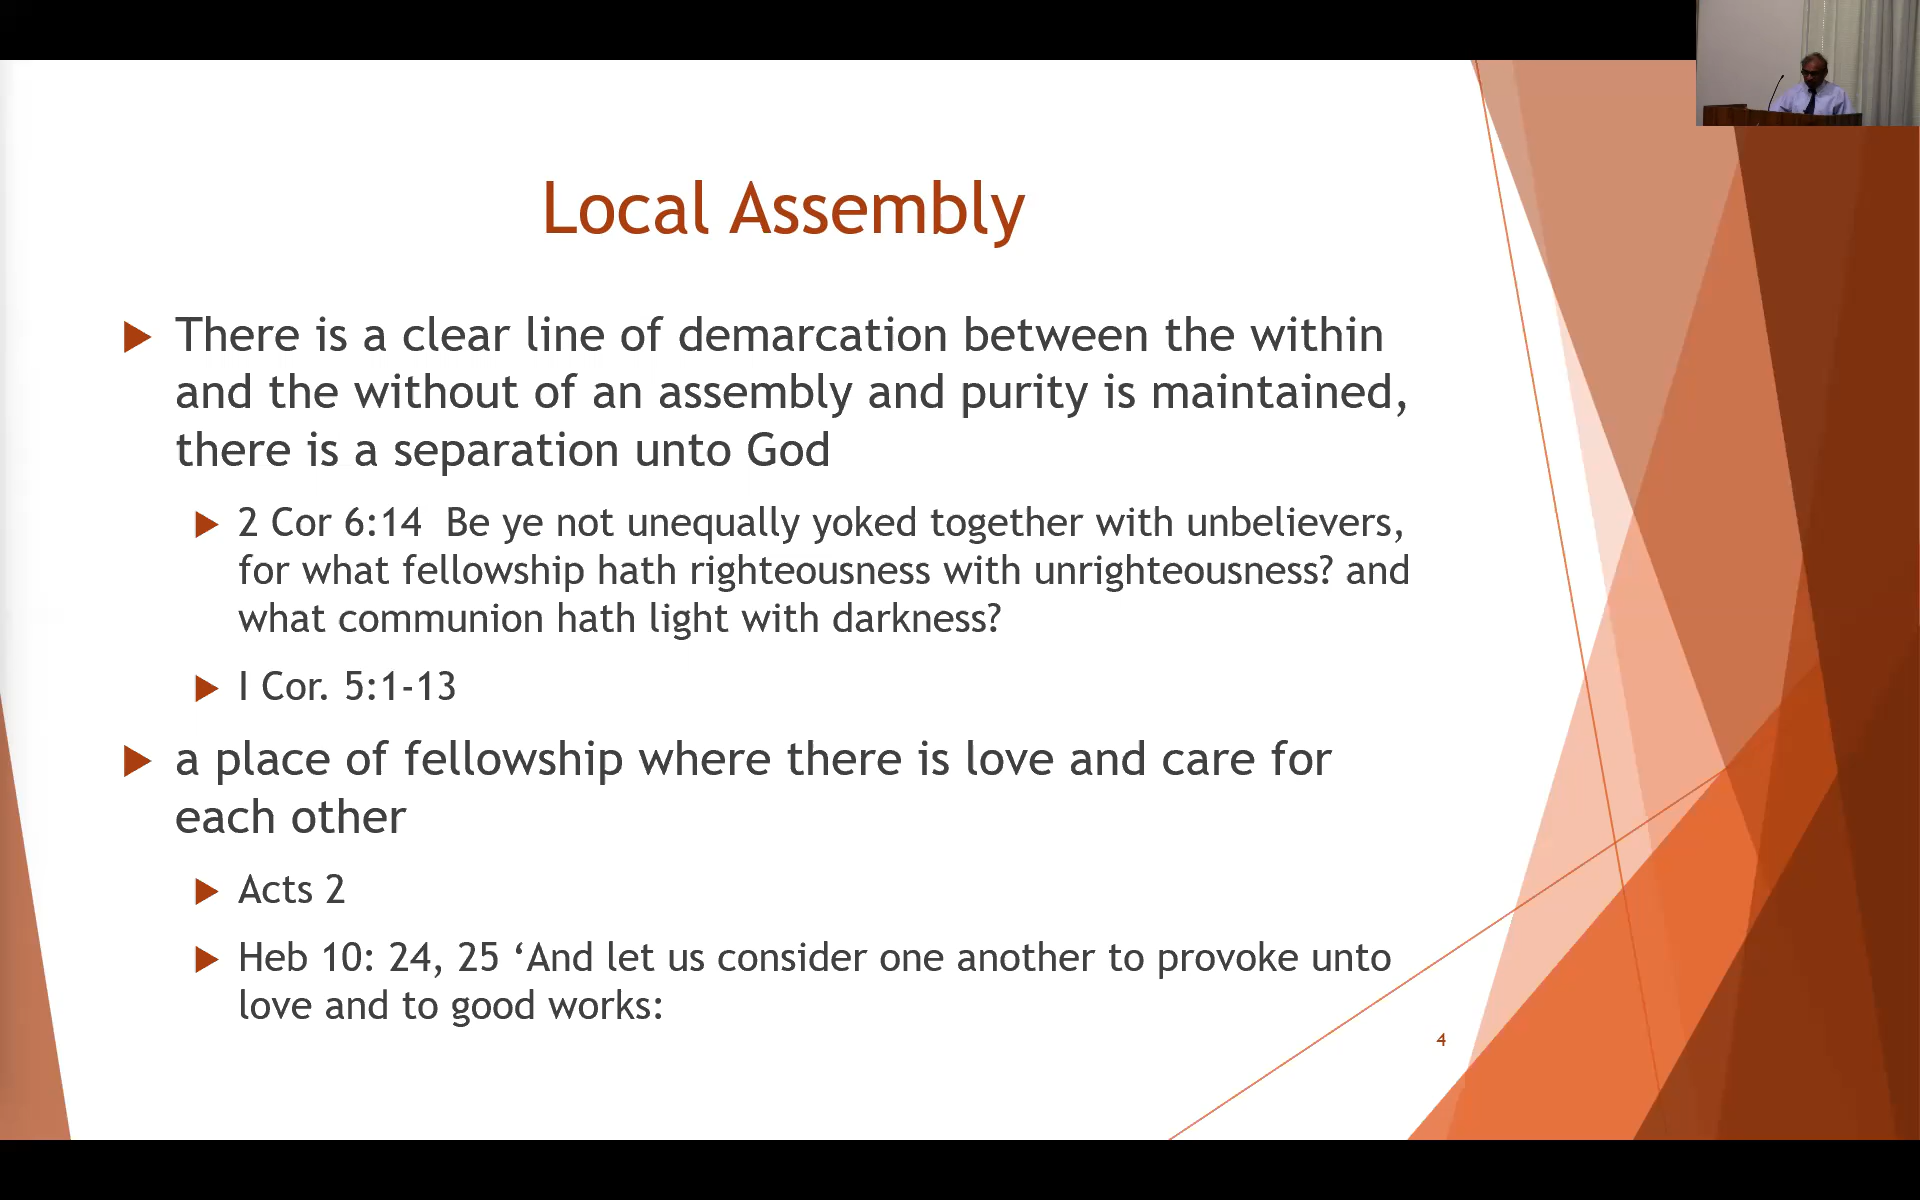 Local Assembly
There is a clear line of demarcation between the within
and the without of an assembly and purity is maintained,
there is a separation unto God
2 Cor 6:14 Be ye not unequally yoked together with unbelievers,
for what fellowship hath righteousness with unrighteousness? and
what communion hath light with darkness?
I Cor. 5:1-13
a place of fellowship where there is love and care for
each other
Acts 2
Heb 10: 24, 25 ‘And let us consider one another to provoke unto
love and to good works:
4